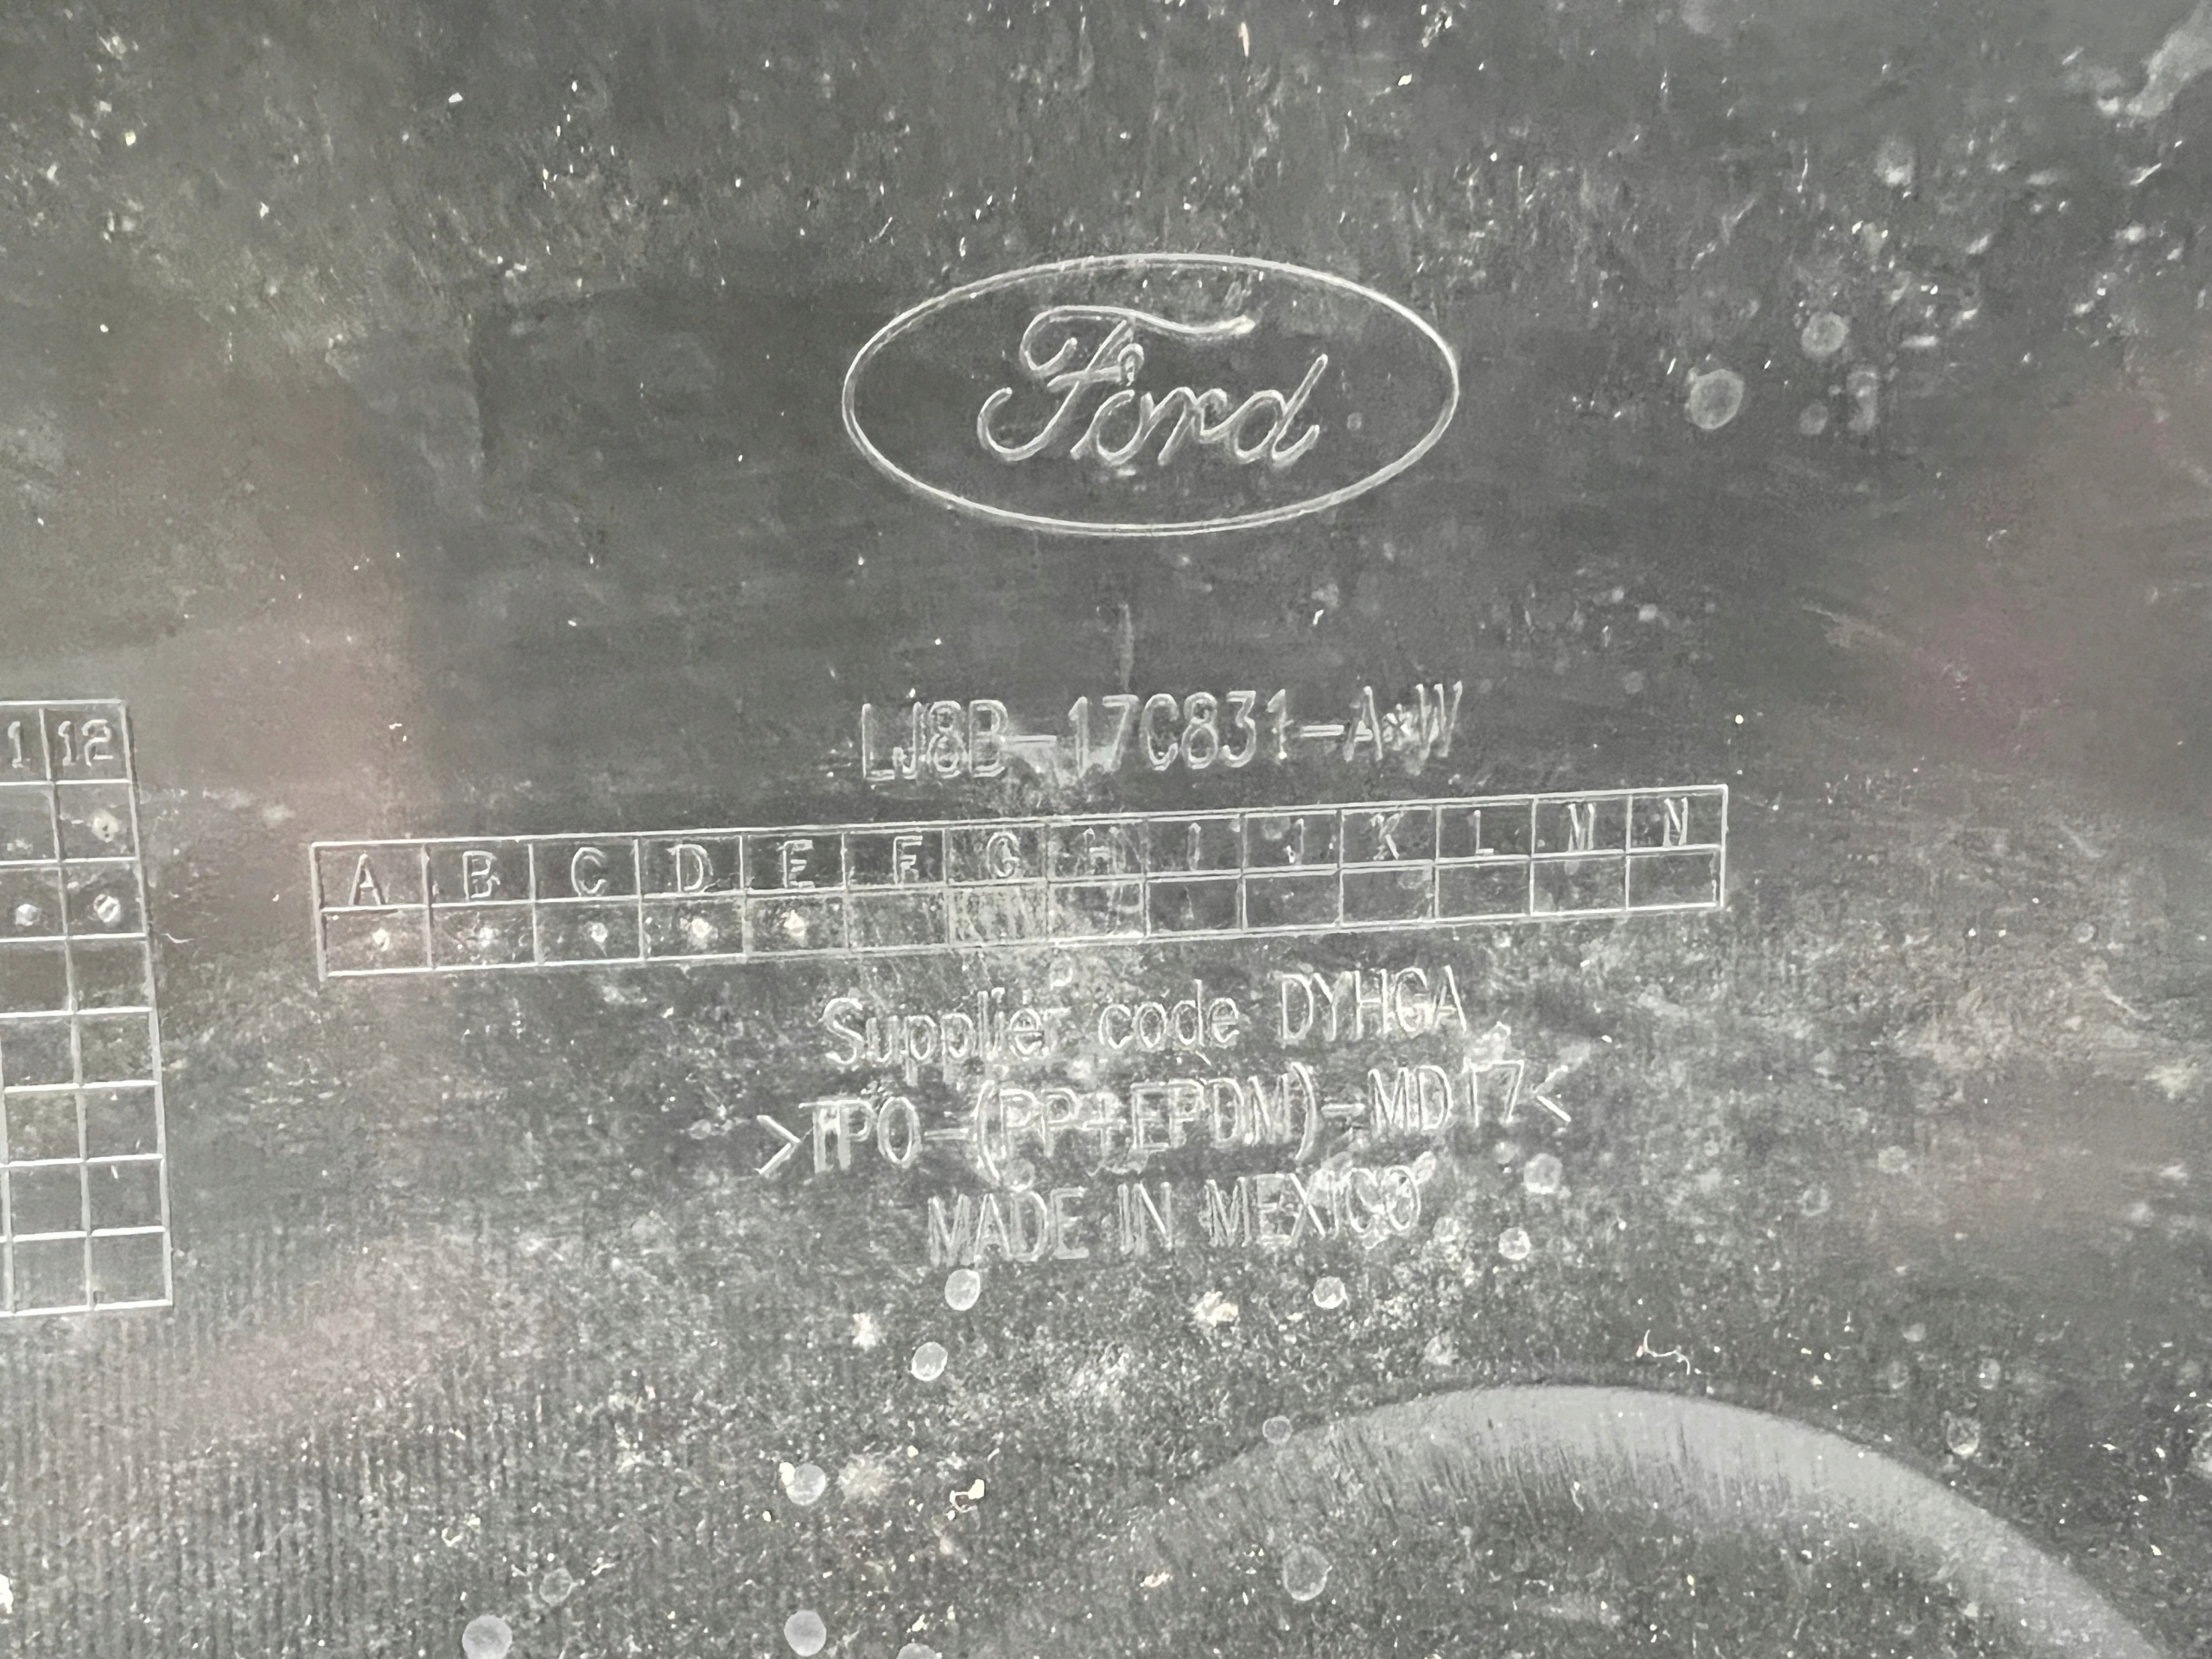 Ford
LJ8B-17C831-A*W
1 12
A B C D E F G H I J K L M N
Supplier code DYHGA
>TPO-(PP+EPDM)-MD17<
MADE IN MEXICO